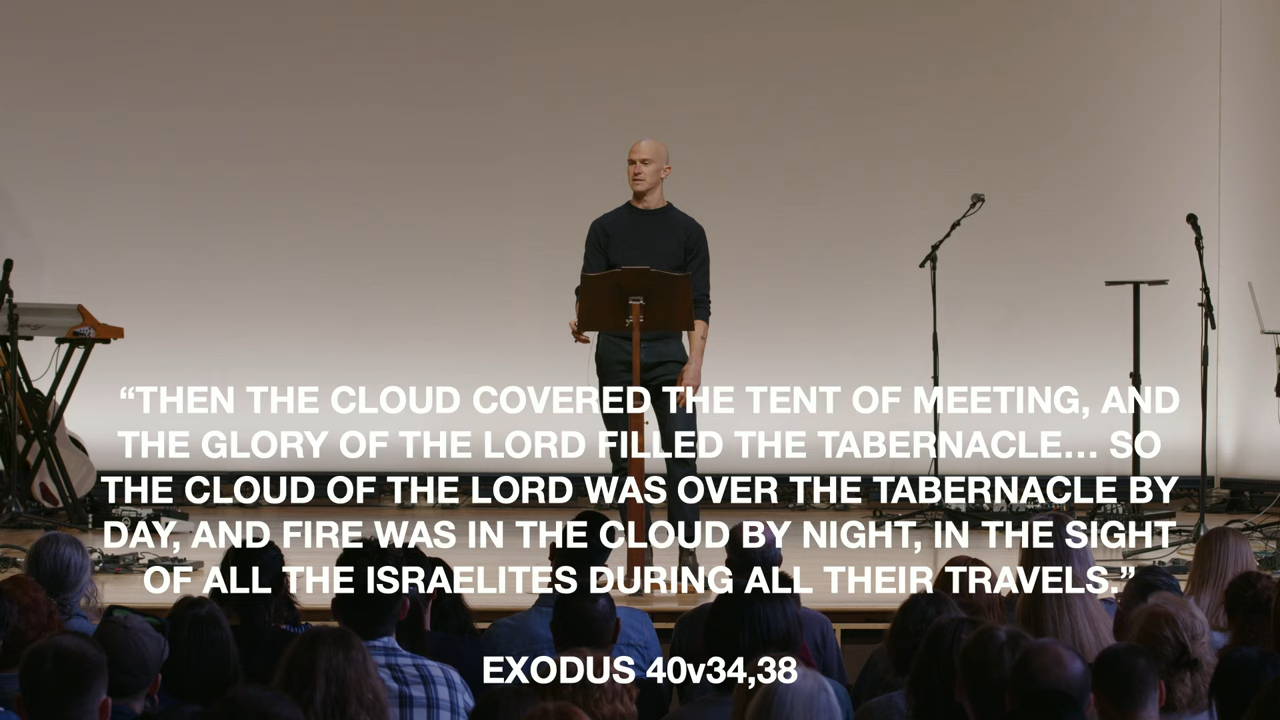 “THEN THE CLOUD COVERED THE TENT OF MEETING, AND
THE GLORY OF THE LORD FILLED THE TABERNACLE... SO
THE CLOUD OF THE LORD WAS OVER THE TABERNACLE BY
DAY, AND FIRE WAS IN THE CLOUD BY NIGHT, IN THE SIGHT
OF ALL THE ISRAELITES DURING ALL THEIR TRAVELS.”
EXODUS 40v34,38